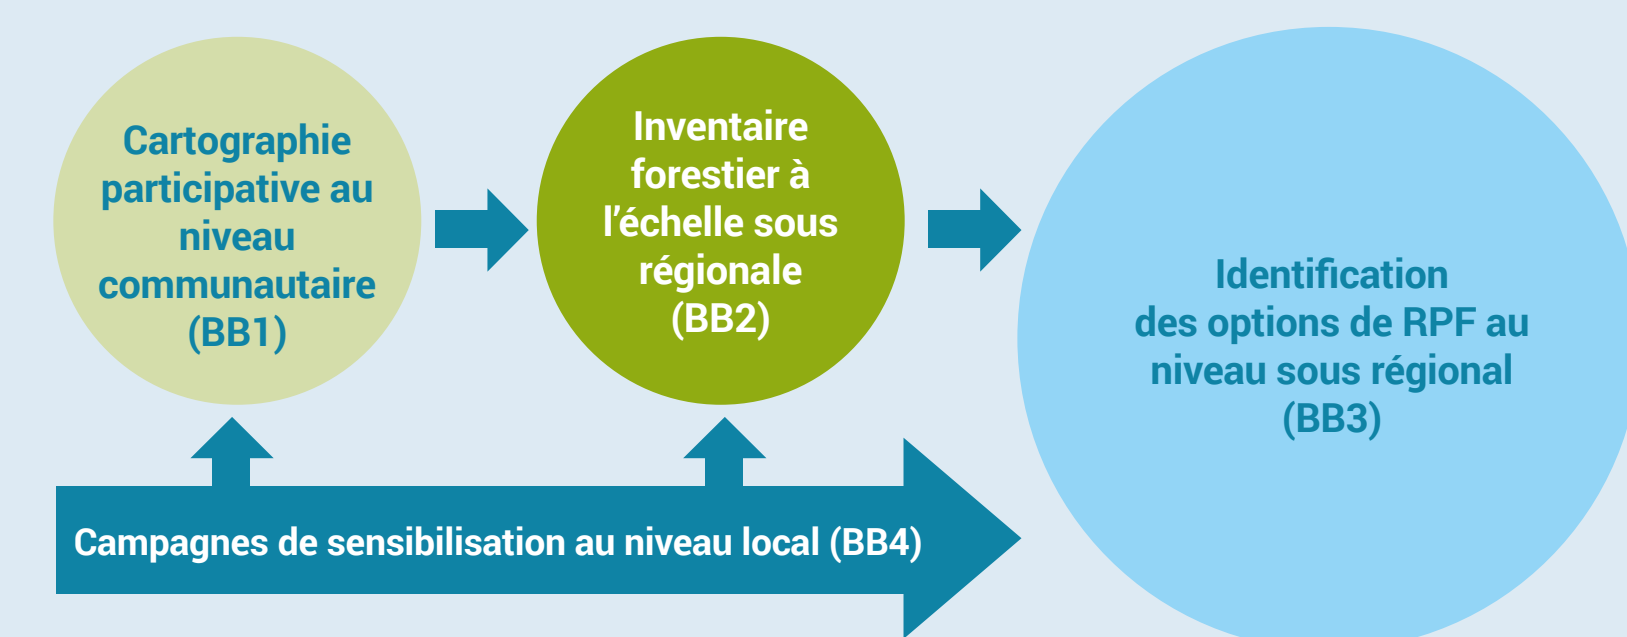 Cartographie
participative au
niveau
communautaire
(BB1)
Inventaire
forestier à
l’échelle sous
régionale
(BB2)
Identification
des options de RPF au
niveau sous régional
(BB3)
Campagnes de sensibilisation au niveau local (BB4)